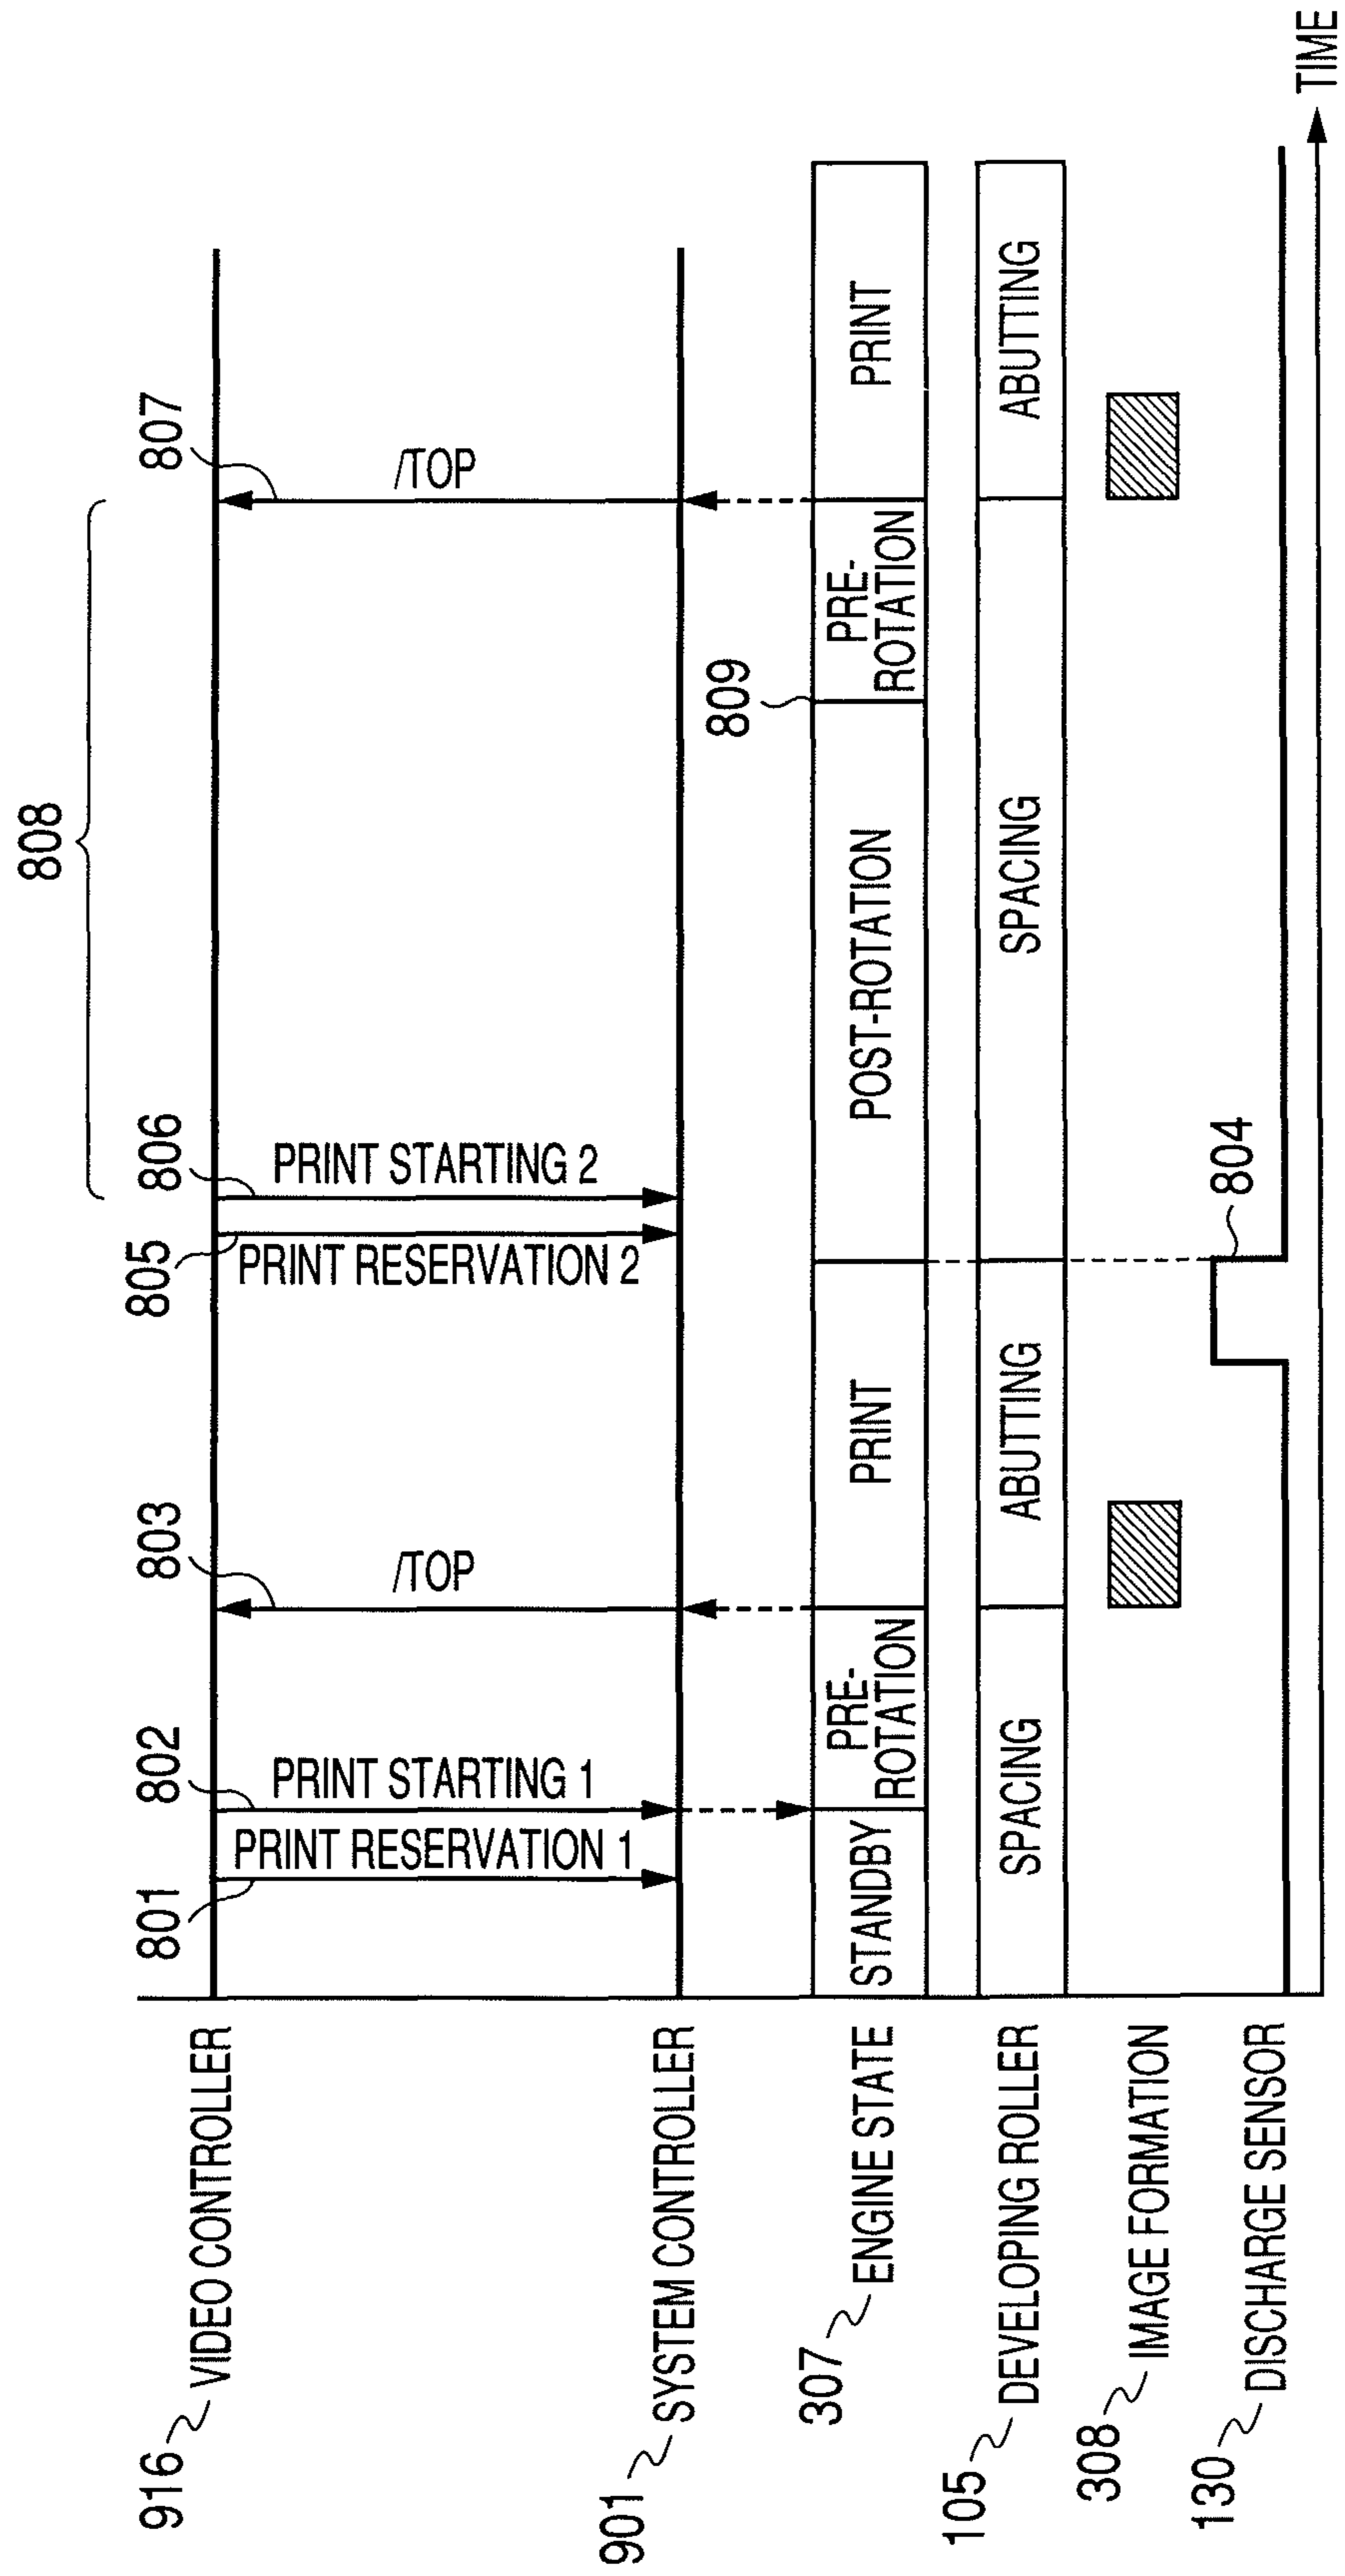 808
801
802
803
805
806
807
PRINT RESERVATION 1
PRINT STARTING 1
/TOP
PRINT RESERVATION 2
PRINT STARTING 2
/TOP
916 VIDEO CONTROLLER
901 SYSTEM CONTROLLER
809
307 ENGINE STATE
STANDBY
PRE-
ROTATION
PRINT
POST-ROTATION
PRE-
ROTATION
PRINT
105 DEVELOPING ROLLER
SPACING
ABUTTING
SPACING
ABUTTING
308 IMAGE FORMATION
804
130 DISCHARGE SENSOR
TIME